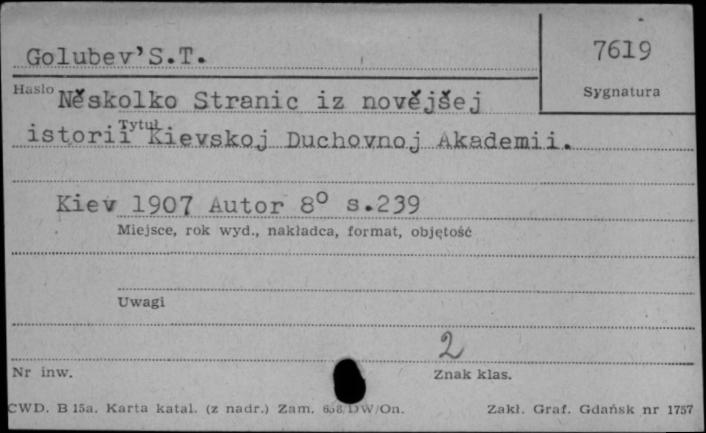 Golubev'S.T.
7619
Hasło
Sygnatura
Něskolko Stranic iz novějšej
Tytuł
istorii Kievskoj Duchovnoj Akademii.
Kiev 1907 Autor 8° s.239
Miejsce, rok wyd., nakładca, format, objętość
Uwagi
2
Nr inw.
Znak klas.
CWD. B 15a. Karta katal. (z nadr.) Zam. DW/On.
Zakł. Graf. Gdańsk nr 1757